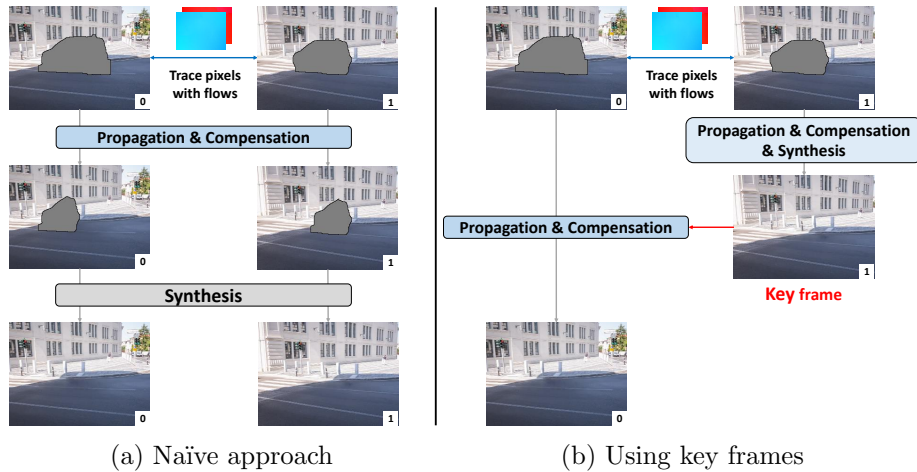 Trace pixels
with flows
0
1
Propagation & Compensation
0
1
Synthesis
0
1
(a) Naïve approach
Trace pixels
with flows
0
1
Propagation & Compensation
& Synthesis
1
Key frame
Propagation & Compensation
0
(b) Using key frames